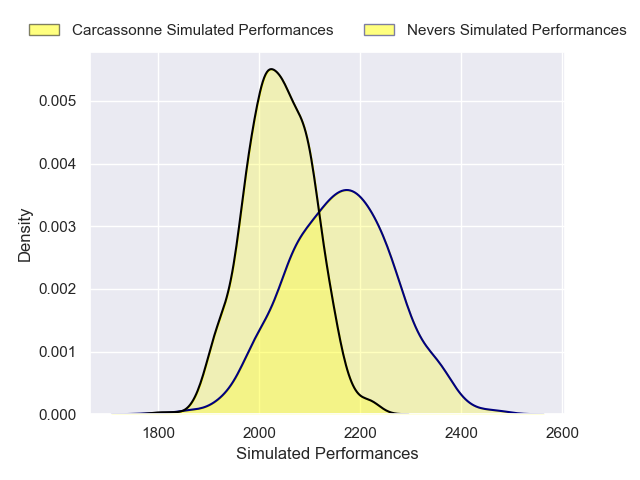 Carcassonne Simulated Performances Nevers Simulated Performances
0.005
0.004
0.003
0.002
0.001
0.000
Density
1800 2000 2200 2400 2600
Simulated Performances